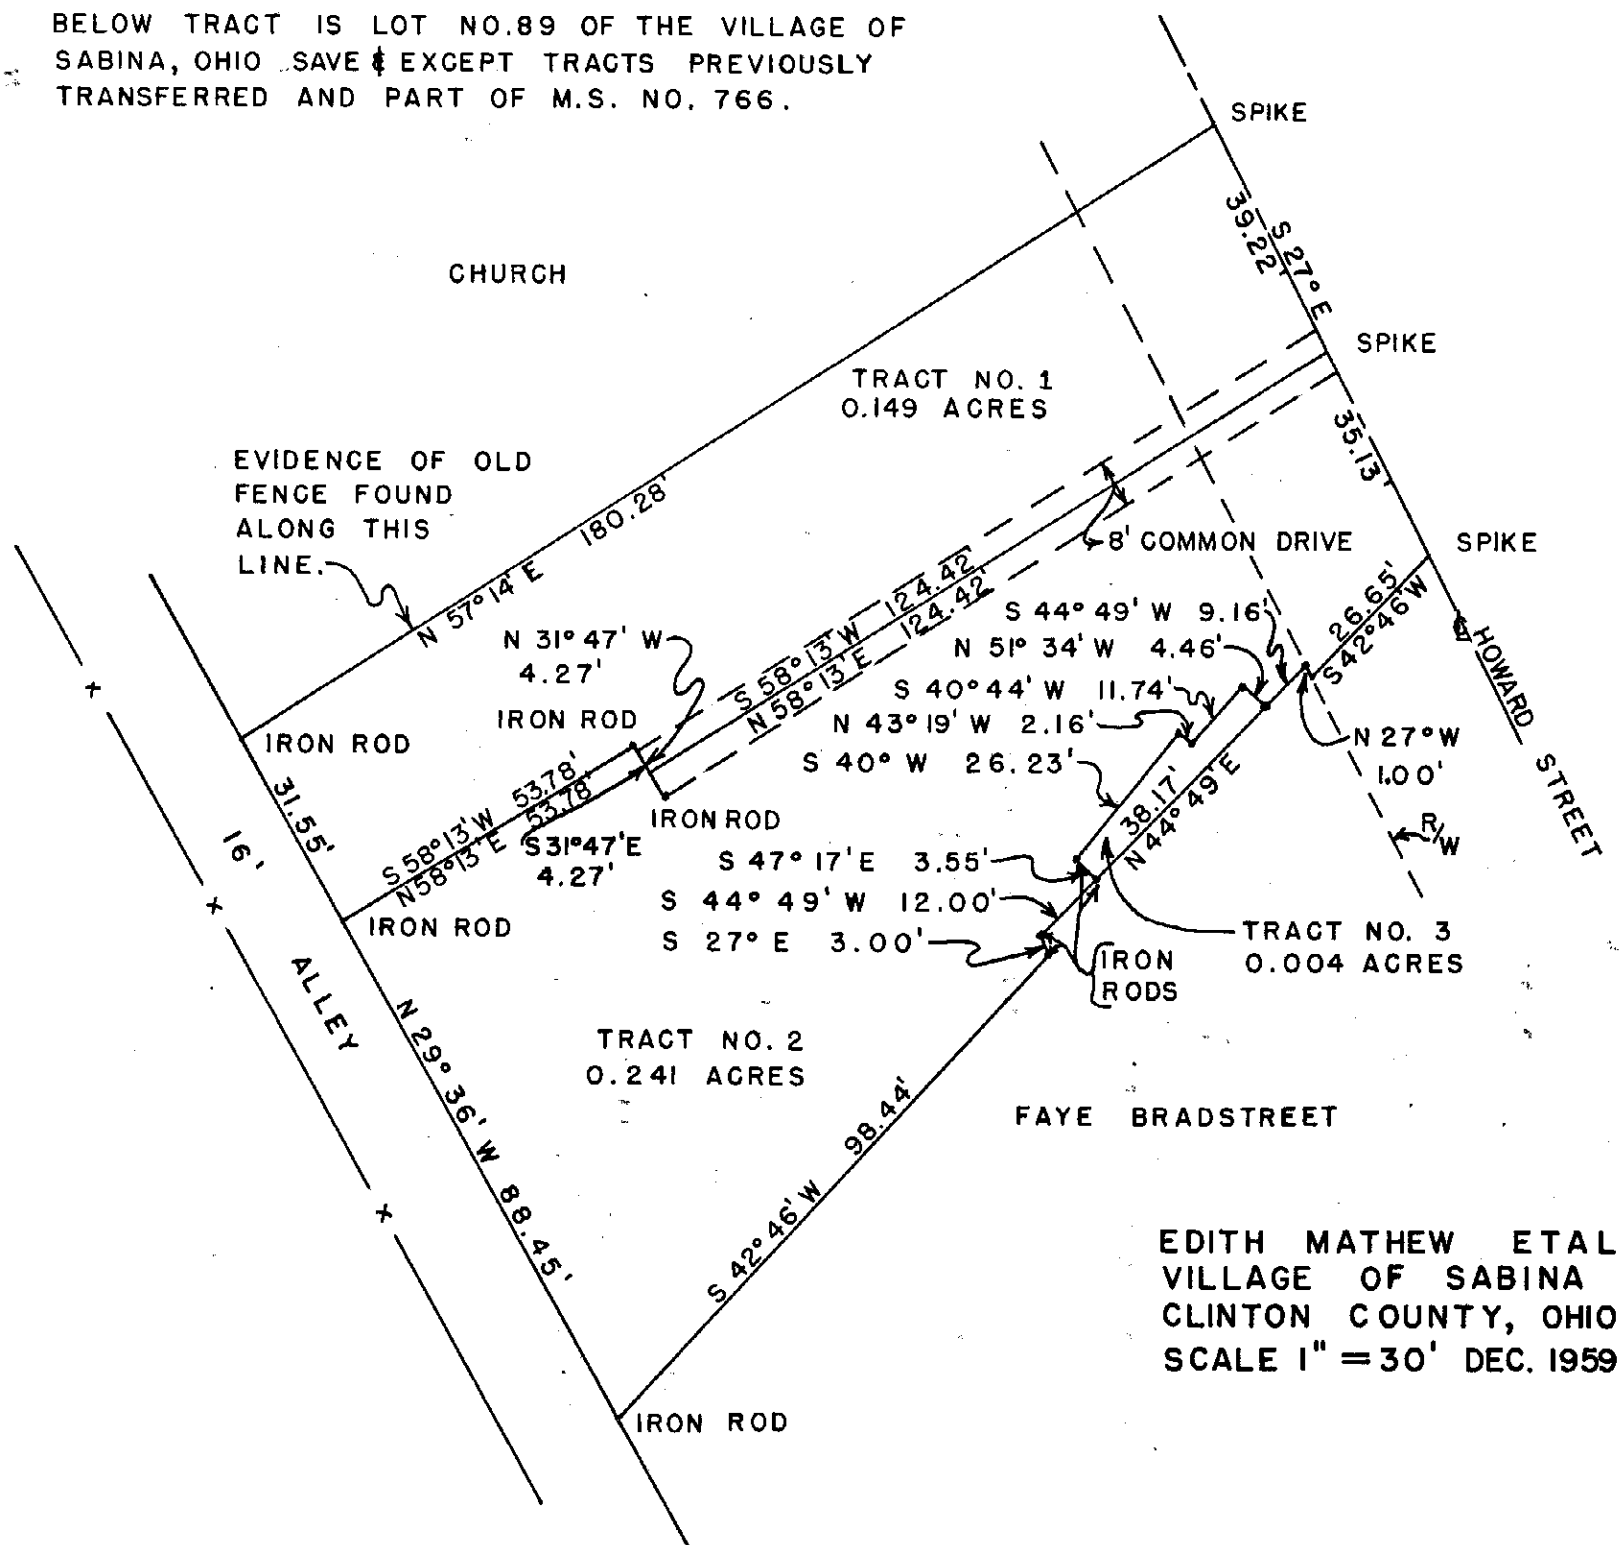 BELOW TRACT IS LOT NO.89 OF THE VILLAGE OF
SABINA, OHIO SAVE & EXCEPT TRACTS PREVIOUSLY
TRANSFERRED AND PART OF M.S. NO. 766.
SPIKE
39.22'
S 27° E
CHURCH
SPIKE
TRACT NO. 1
0.149 ACRES
35.13'
EVIDENCE OF OLD
FENCE FOUND
ALONG THIS
LINE.
180.28'
N 57° 14' E
8' COMMON DRIVE
SPIKE
S 58° 13' W 124.42'
N 58° 13' E 124.42'
N 31° 47' W
4.27'
IRON ROD
S 44° 49' W 9.16'
N 51° 34' W 4.46'
S 40° 44' W 11.74'
N 43° 19' W 2.16'
S 40° W 26.23'
26.65'
S 42° 46' W
℄ HOWARD STREET
N 27° W
1.00'
R/W
IRON ROD
31.55'
S 58° 13' W 53.78'
N 58° 13' E 53.78'
IRON ROD
S 31° 47' E
4.27'
38.17'
N 44° 49' E
S 47° 17' E 3.55'
S 44° 49' W 12.00'
S 27° E 3.00'
IRON
RODS
TRACT NO. 3
0.004 ACRES
16'
ALLEY
IRON ROD
N 29° 36' W 88.45'
TRACT NO. 2
0.241 ACRES
98.44'
S 42° 46' W
FAYE BRADSTREET
IRON ROD
EDITH MATHEW ETAL
VILLAGE OF SABINA
CLINTON COUNTY, OHIO
SCALE 1" = 30' DEC. 1959